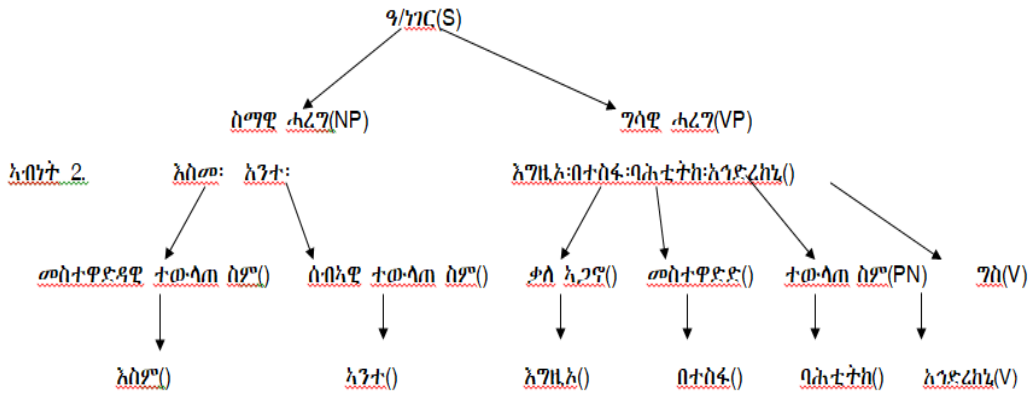 ዓ/ነገር(S)
ስማዊ ሓረግ(NP) ግሳዊ ሓረግ(VP)
ኣብነት 2. እስመ፡ አንተ፡ እግዚኦ፡በተስፋ፡ባሕቲትከ፡አኅድረከኒ()
መስተዋድዳዊ ተውላጠ ስም() ሰብኣዊ ተውላጠ ስም() ቃለ ኣጋኖ() መስተዋድድ() ተውላጠ ስም(PN) ግስ(V)
እስም() ኣንተ() እግዚኦ() በተስፋ() ባሕቲትከ() አኅድረከኒ(V)